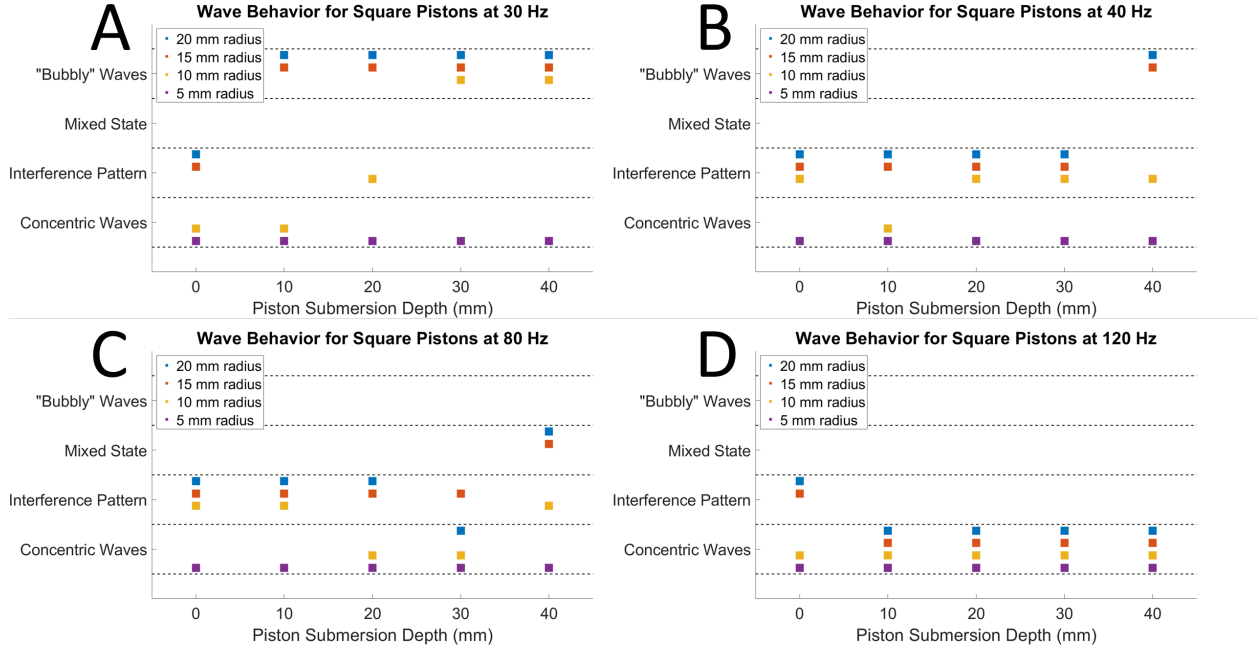 A
Wave Behavior for Square Pistons at 30 Hz
20 mm radius
15 mm radius
10 mm radius
5 mm radius
"Bubbly" Waves
Mixed State
Interference Pattern
Concentric Waves
0 10 20 30 40
Piston Submersion Depth (mm)
B
Wave Behavior for Square Pistons at 40 Hz
20 mm radius
15 mm radius
10 mm radius
5 mm radius
"Bubbly" Waves
Mixed State
Interference Pattern
Concentric Waves
0 10 20 30 40
Piston Submersion Depth (mm)
C
Wave Behavior for Square Pistons at 80 Hz
20 mm radius
15 mm radius
10 mm radius
5 mm radius
"Bubbly" Waves
Mixed State
Interference Pattern
Concentric Waves
0 10 20 30 40
Piston Submersion Depth (mm)
D
Wave Behavior for Square Pistons at 120 Hz
20 mm radius
15 mm radius
10 mm radius
5 mm radius
"Bubbly" Waves
Mixed State
Interference Pattern
Concentric Waves
0 10 20 30 40
Piston Submersion Depth (mm)